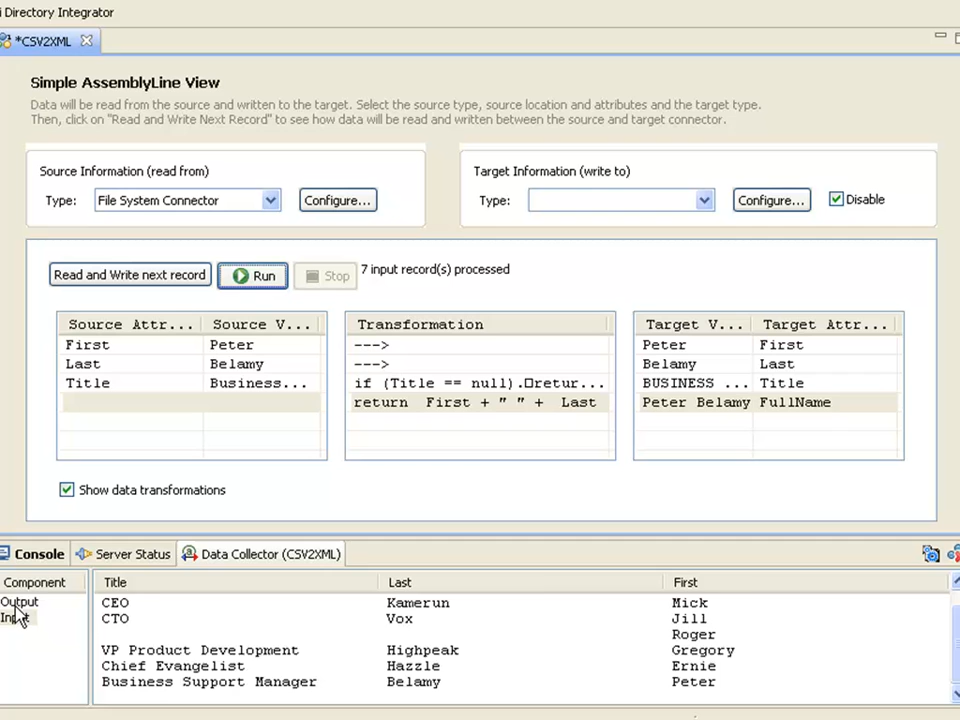 i Directory Integrator
*CSV2XML
Simple AssemblyLine View
Data will be read from the source and written to the target. Select the source type, source location and attributes and the target type.
Then, click on "Read and Write Next Record" to see how data will be read and written between the source and target connector.
Source Information (read from)
Type: File System Connector Configure...
Target Information (write to)
Type: Configure... Disable
Read and Write next record Run Stop 7 input record(s) processed
Source Attr... Source V... Transformation Target V... Target Attr...
First Peter ---> Peter First
Last Belamy ---> Belamy Last
Title Business... if (Title == null).□retur... BUSINESS ... Title
return First + " " + Last Peter Belamy FullName
Show data transformations
Console Server Status Data Collector (CSV2XML)
Component Title Last First
Output CEO Kamerun Mick
Input CTO Vox Jill
Roger
VP Product Development Highpeak Gregory
Chief Evangelist Hazzle Ernie
Business Support Manager Belamy Peter